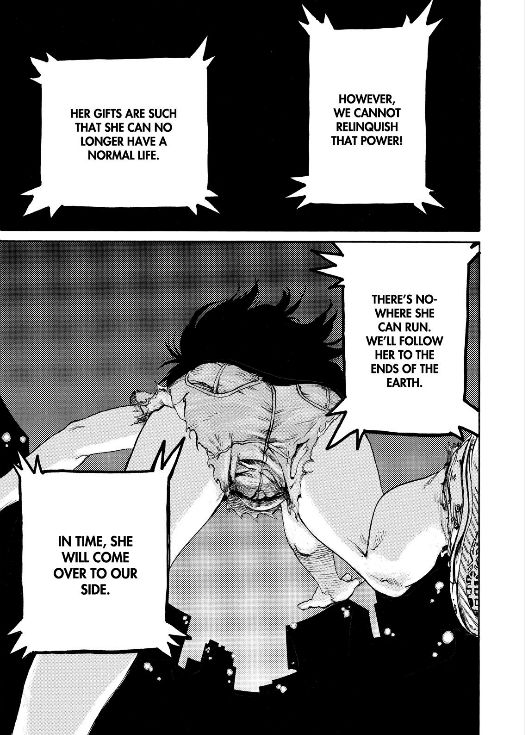 HOWEVER,
WE CANNOT
RELINQUISH
THAT POWER!
HER GIFTS ARE SUCH
THAT SHE CAN NO
LONGER HAVE A
NORMAL LIFE.
THERE'S NO-
WHERE SHE
CAN RUN.
WE'LL FOLLOW
HER TO THE
ENDS OF THE
EARTH.
IN TIME, SHE
WILL COME
OVER TO OUR
SIDE.